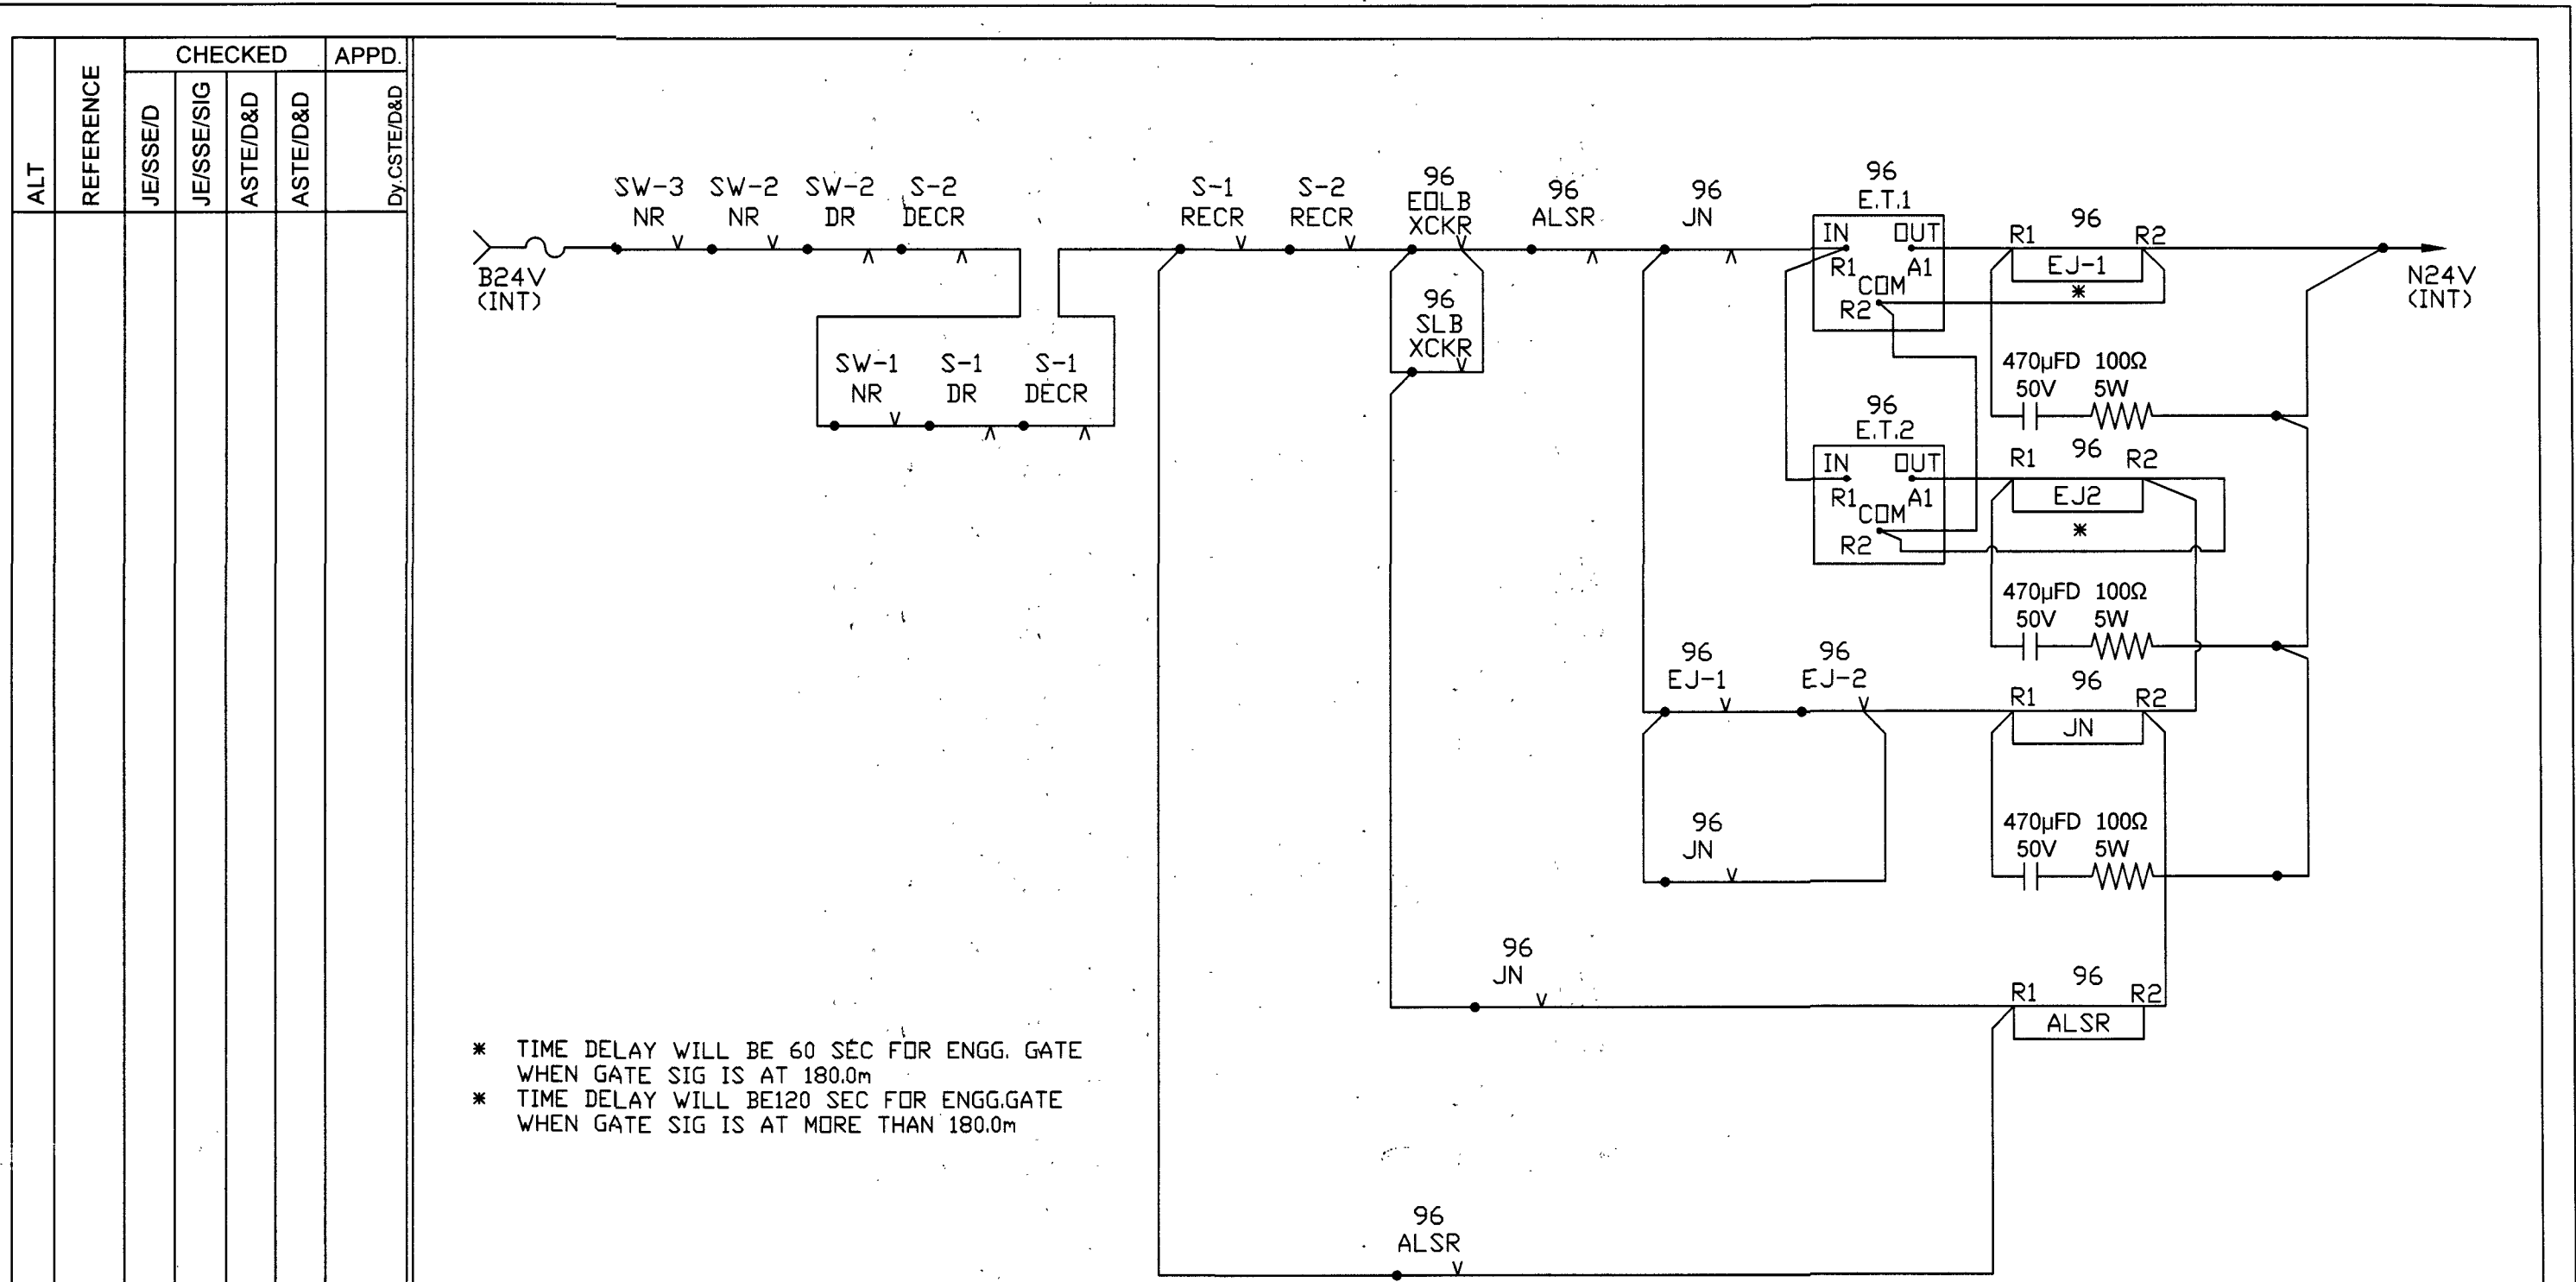 CHECKED
APPD.
ALT
REFERENCE
JE/SSE/D
JE/SSE/SIG
ASTE/D&D
ASTE/D&D
Dy.CSTE/D&D
B24V
(INT)
SW-3
NR
SW-2
NR
SW-2
DR
S-2
DECR
SW-1
NR
S-1
DR
S-1
DECR
S-1
RECR
S-2
RECR
96
EOLB
XCKR
96
SLB
XCKR
96
ALSR
96
JN
96
E.T.1
IN OUT
R1 A1
COM
R2
R1 96 R2
EJ-1
*
N24V
(INT)
470µFD 100Ω
50V 5W
96
E.T.2
IN OUT
R1 A1
COM
R2
R1 96 R2
EJ2
*
470µFD 100Ω
50V 5W
96
EJ-1
96
EJ-2
R1 96 R2
JN
96
JN
470µFD 100Ω
50V 5W
96
JN
R1 96 R2
ALSR
* TIME DELAY WILL BE 60 SEC FOR ENGG. GATE
WHEN GATE SIG IS AT 180.0m
* TIME DELAY WILL BE120 SEC FOR ENGG.GATE
WHEN GATE SIG IS AT MORE THAN 180.0m
96
ALSR